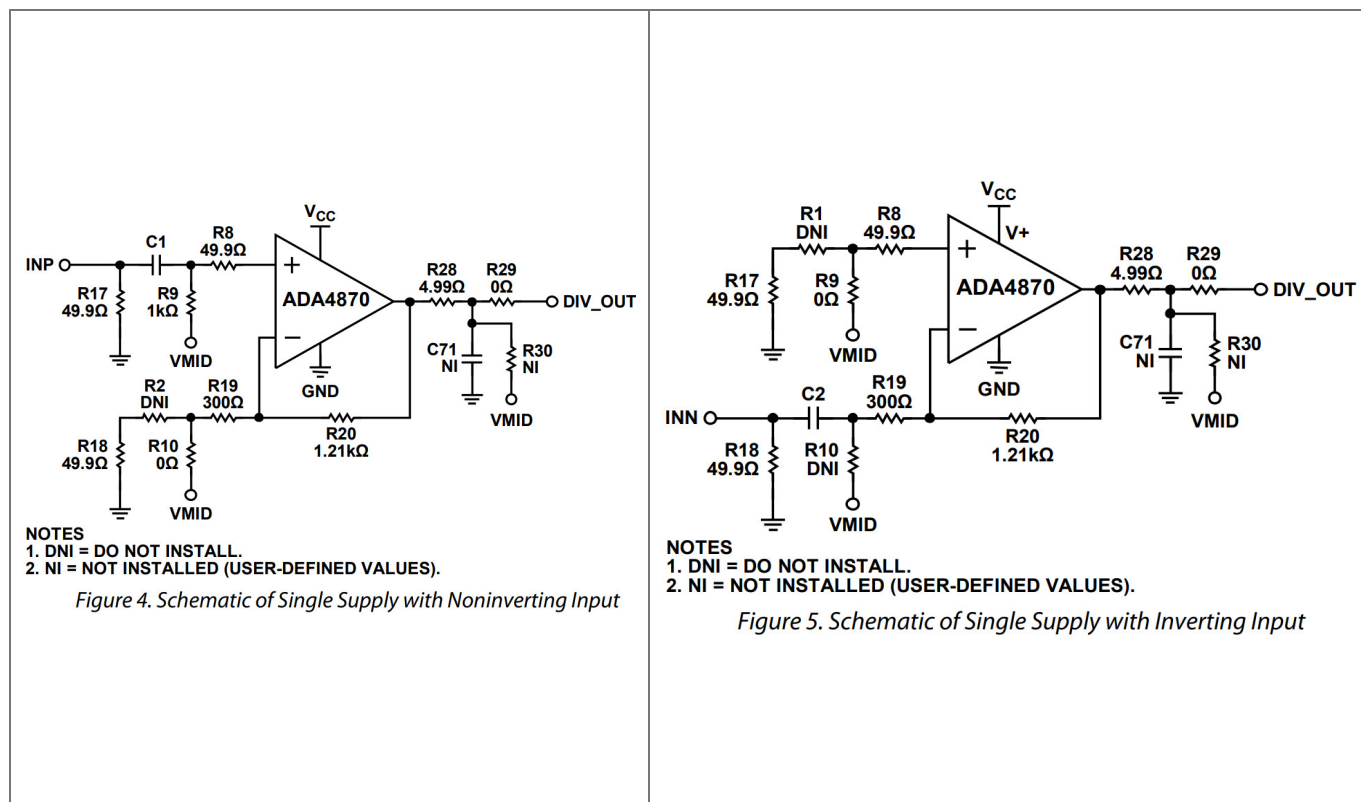 VCC
C1
R8
49.9Ω
INP
+
R17
49.9Ω
R9
1kΩ
ADA4870
R28
4.99Ω
R29
0Ω
DIV_OUT
VMID
−
C71
NI
R30
NI
GND
VMID
R2
DNI
R19
300Ω
R18
49.9Ω
R10
0Ω
R20
1.21kΩ
VMID
NOTES
1. DNI = DO NOT INSTALL.
2. NI = NOT INSTALLED (USER-DEFINED VALUES).
Figure 4. Schematic of Single Supply with Noninverting Input
VCC
R1
DNI
R8
49.9Ω
V+
+
R17
49.9Ω
R9
0Ω
ADA4870
R28
4.99Ω
R29
0Ω
DIV_OUT
VMID
−
C71
NI
R30
NI
GND
VMID
INN
C2
R19
300Ω
R18
49.9Ω
R10
DNI
R20
1.21kΩ
VMID
NOTES
1. DNI = DO NOT INSTALL.
2. NI = NOT INSTALLED (USER-DEFINED VALUES).
Figure 5. Schematic of Single Supply with Inverting Input